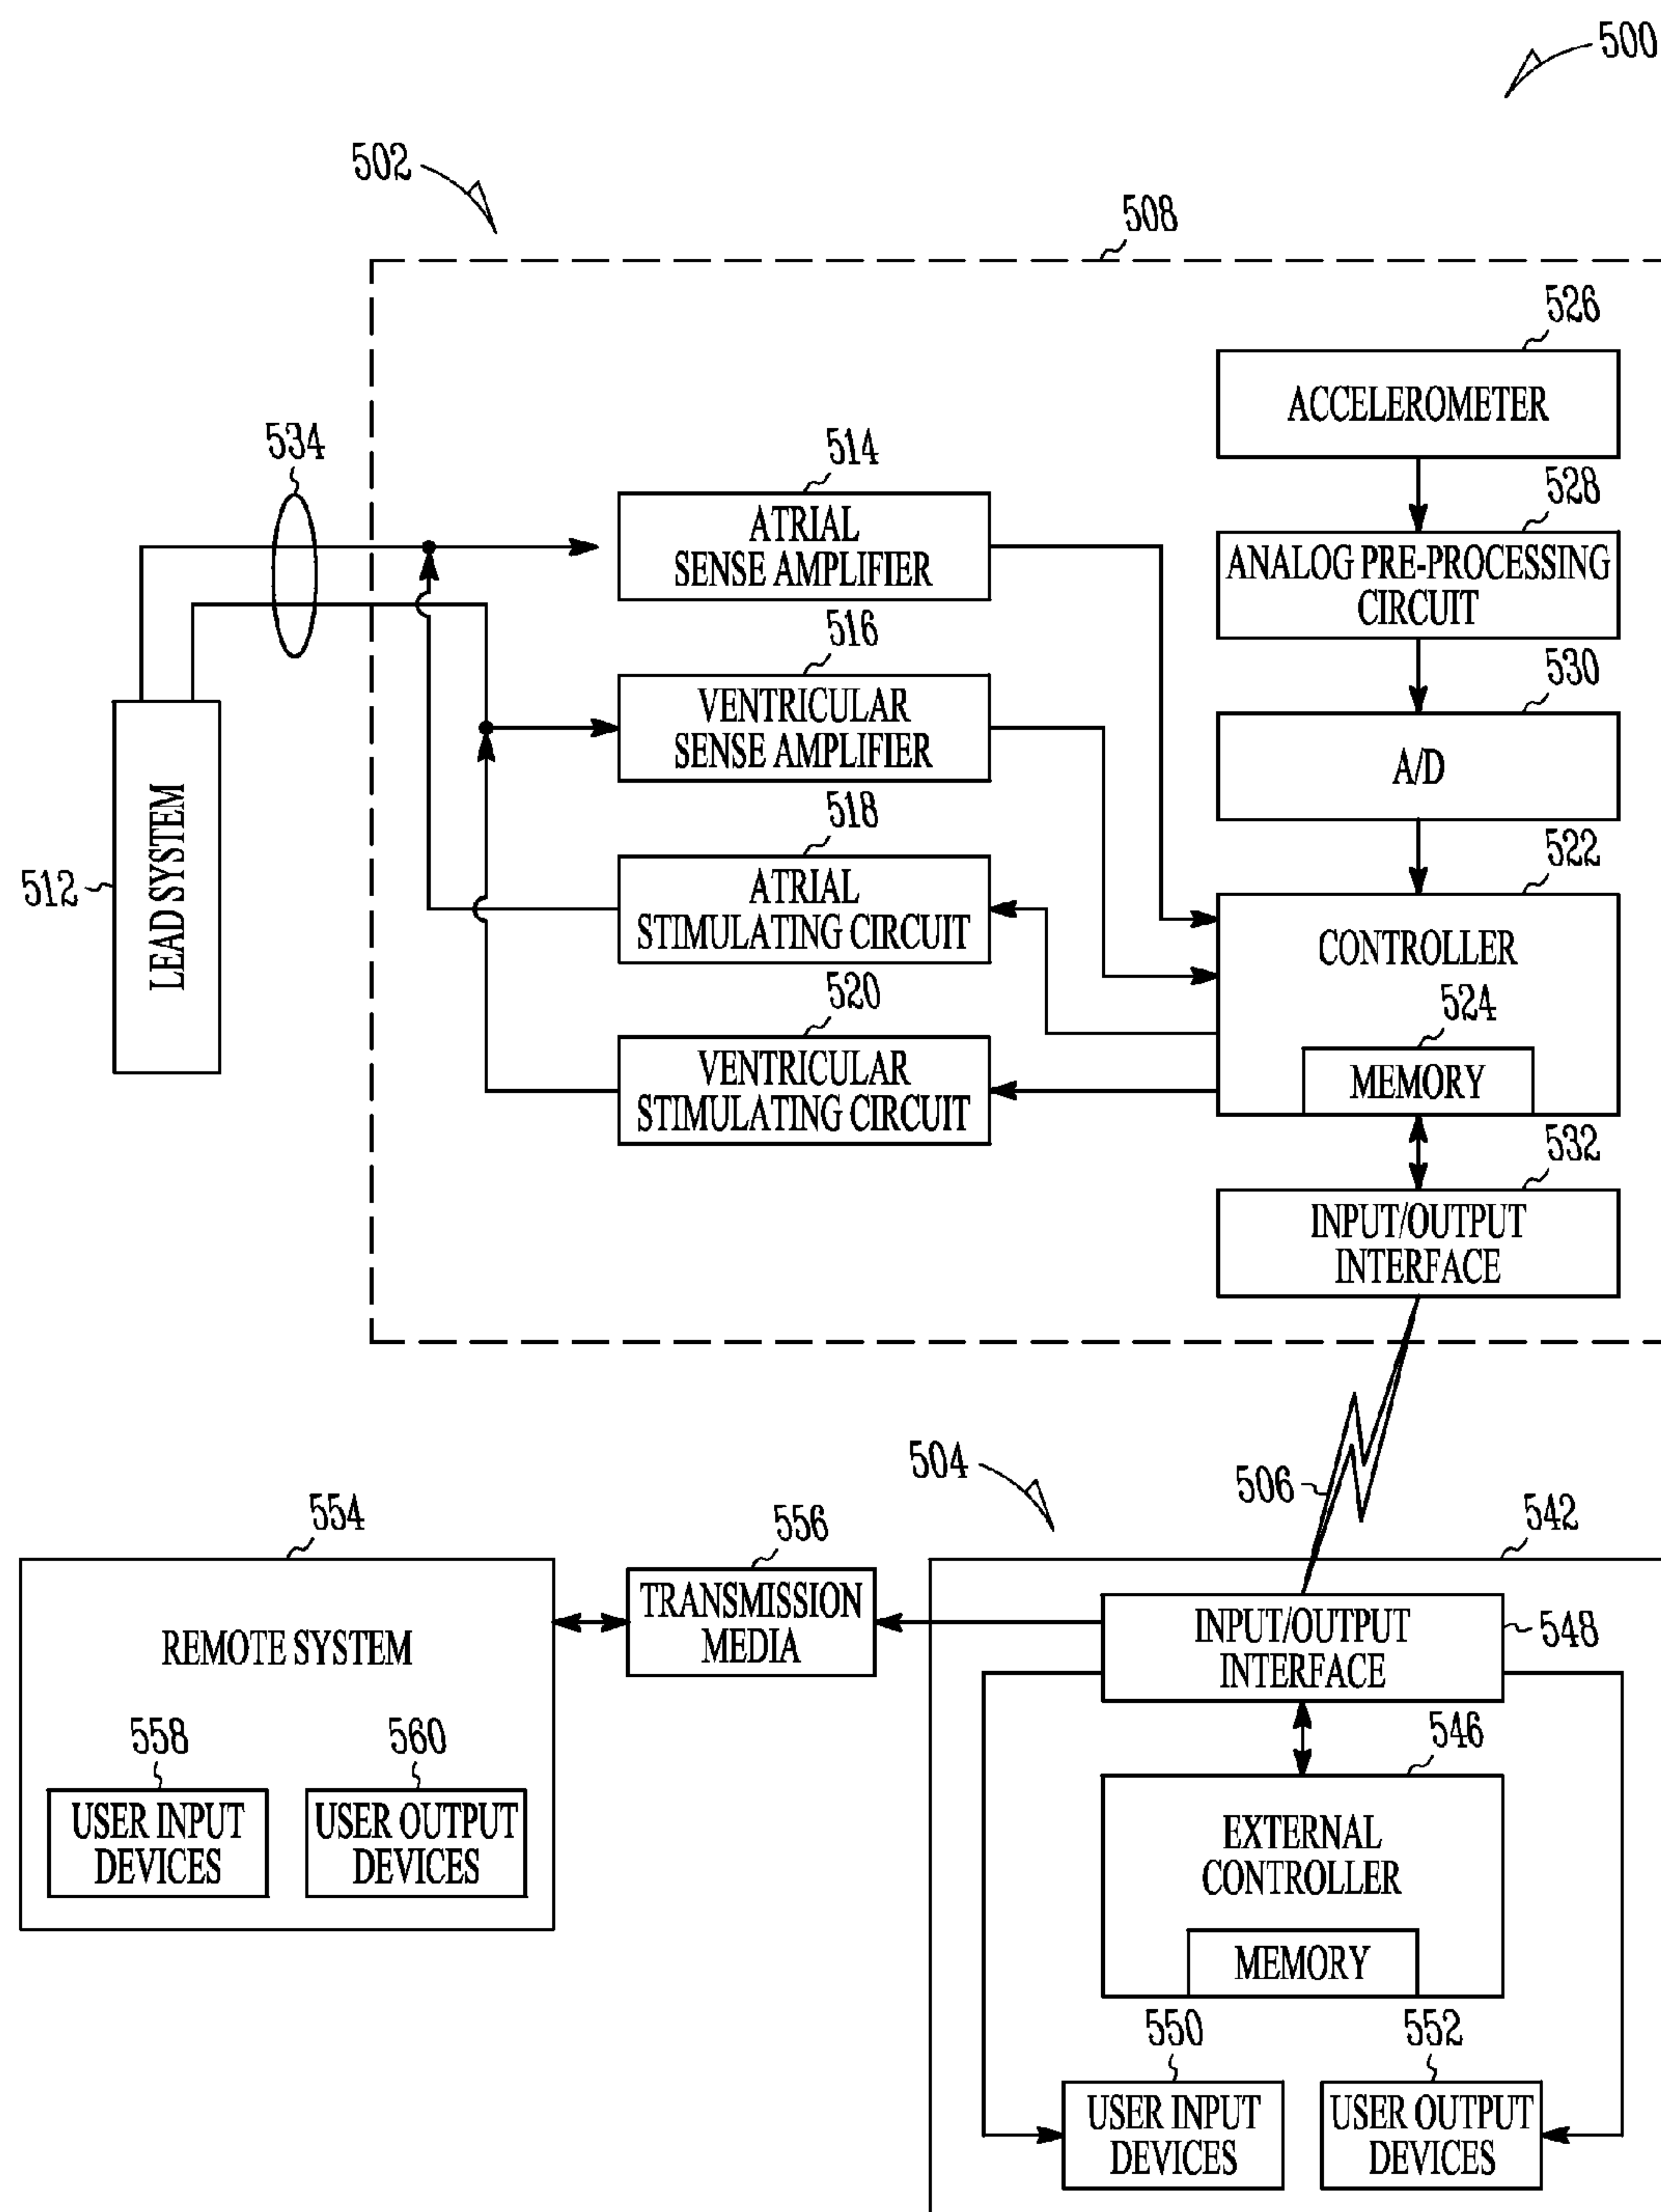 500
502
508
526
ACCELEROMETER
534
514
528
ATRIAL
SENSE AMPLIFIER
ANALOG PRE-PROCESSING
CIRCUIT
516
530
VENTRICULAR
SENSE AMPLIFIER
A/D
518
522
512
LEAD SYSTEM
ATRIAL
STIMULATING CIRCUIT
CONTROLLER
520
524
VENTRICULAR
STIMULATING CIRCUIT
MEMORY
532
INPUT/OUTPUT
INTERFACE
504
506
554
556
542
REMOTE SYSTEM
TRANSMISSION
MEDIA
INPUT/OUTPUT
INTERFACE
548
558
560
546
USER INPUT
DEVICES
USER OUTPUT
DEVICES
EXTERNAL
CONTROLLER
MEMORY
550
552
USER INPUT
DEVICES
USER OUTPUT
DEVICES